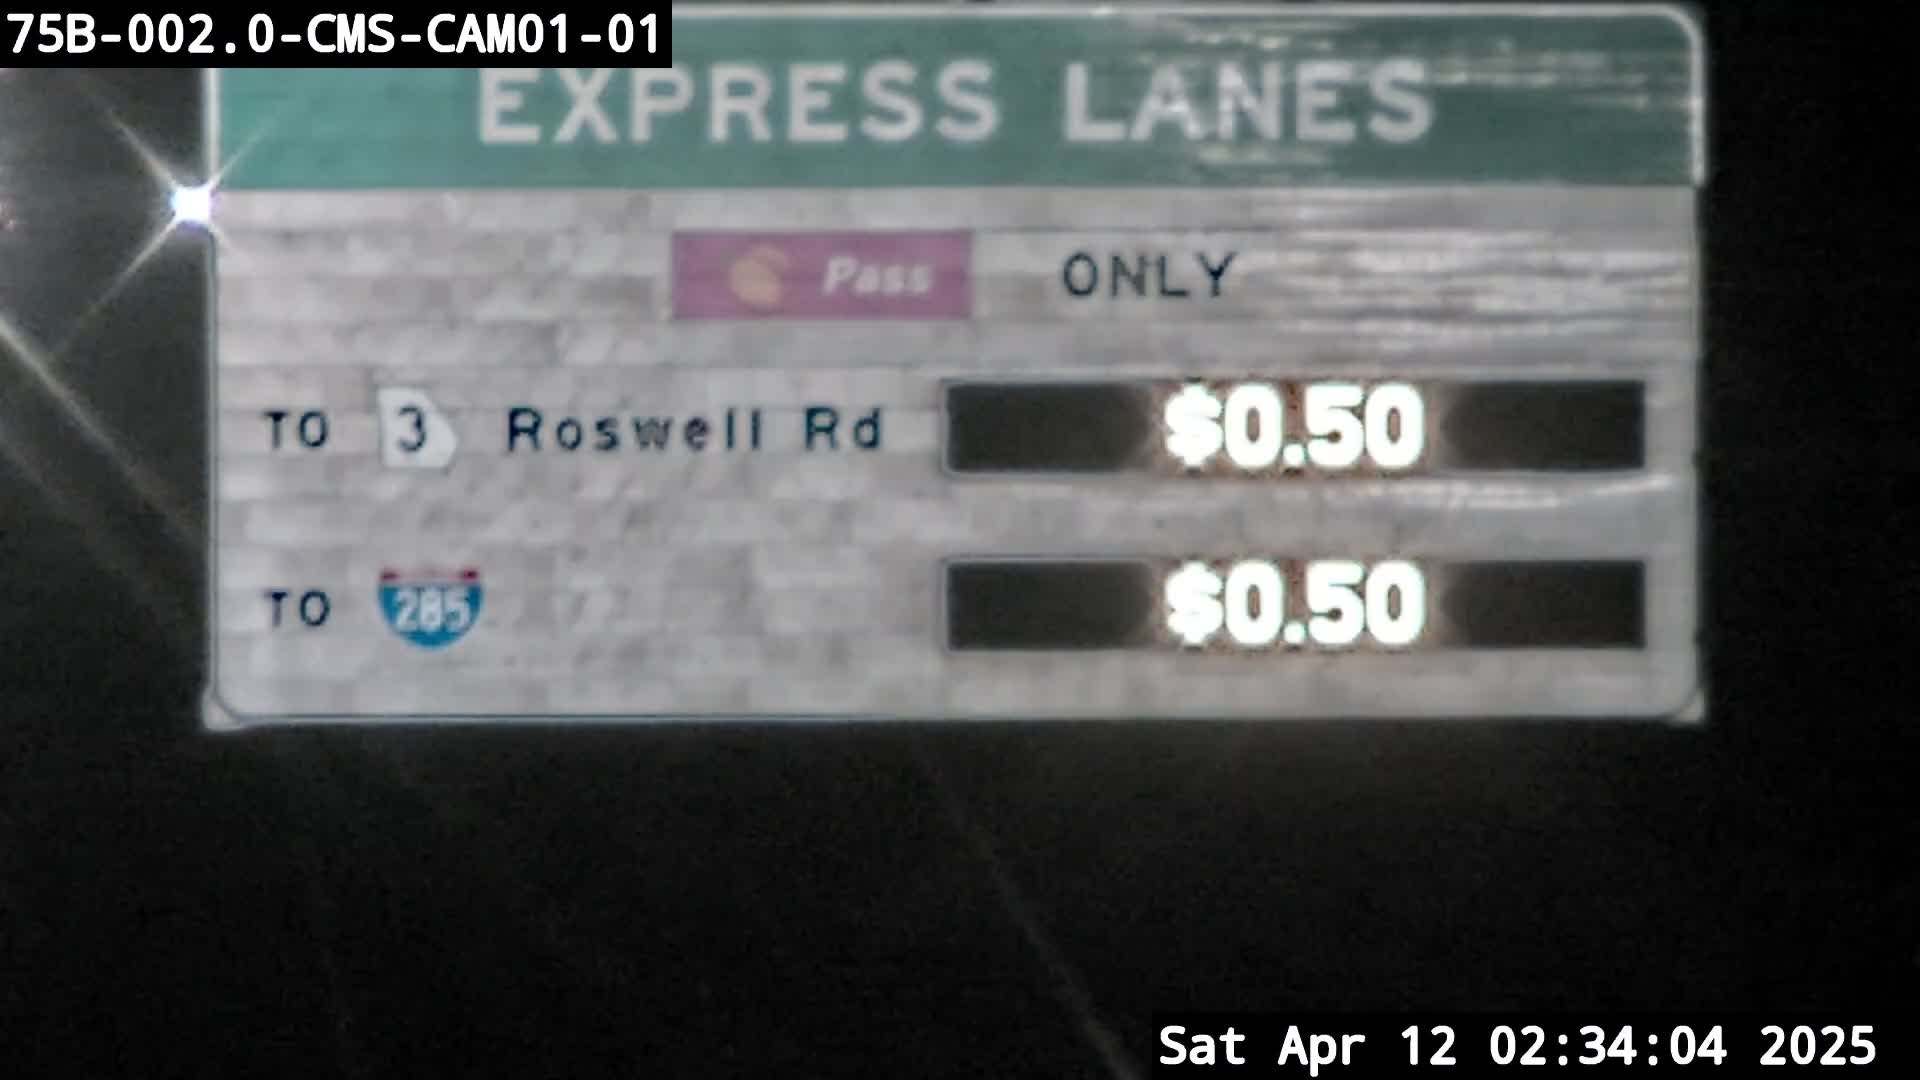 75B-002.0-CMS-CAM01-01
EXPRESS LANES
Pass ONLY
TO 3 Roswell Rd $0.50
TO 285 $0.50
Sat Apr 12 02:34:04 2025